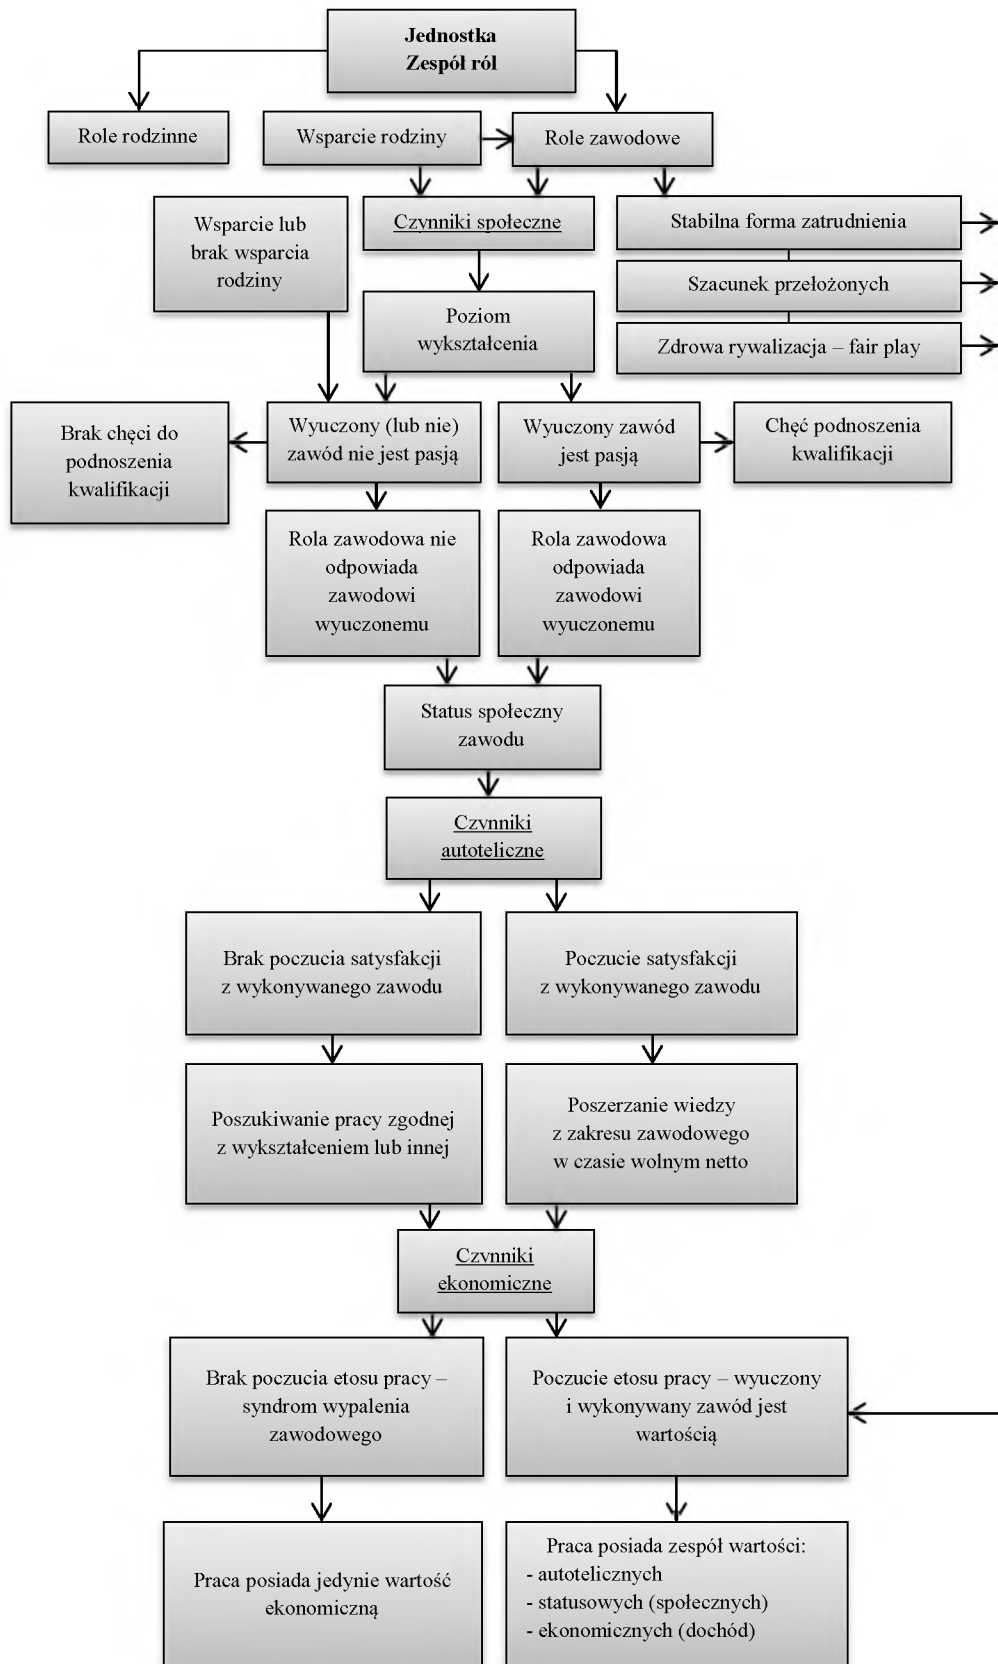 Jednostka
Zespół ról
Role rodzinne
Wsparcie rodziny
Role zawodowe
Wsparcie lub
brak wsparcia
rodziny
Czynniki społeczne
Stabilna forma zatrudnienia
Szacunek przełożonych
Zdrowa rywalizacja – fair play
Poziom
wykształcenia
Brak chęci do
podnoszenia
kwalifikacji
Wyuczony (lub nie)
zawód nie jest pasją
Wyuczony zawód
jest pasją
Chęć podnoszenia
kwalifikacji
Rola zawodowa nie
odpowiada
zawodowi
wyuczonemu
Rola zawodowa
odpowiada
zawodowi
wyuczonemu
Status społeczny
zawodu
Czynniki
autoteliczne
Brak poczucia satysfakcji
z wykonywanego zawodu
Poczucie satysfakcji
z wykonywanego zawodu
Poszukiwanie pracy zgodnej
z wykształceniem lub innej
Poszerzanie wiedzy
z zakresu zawodowego
w czasie wolnym netto
Czynniki
ekonomiczne
Brak poczucia etosu pracy –
syndrom wypalenia
zawodowego
Poczucie etosu pracy – wyuczony
i wykonywany zawód jest
wartością
Praca posiada jedynie wartość
ekonomiczną
Praca posiada zespół wartości:
- autotelicznych
- statusowych (społecznych)
- ekonomicznych (dochód)